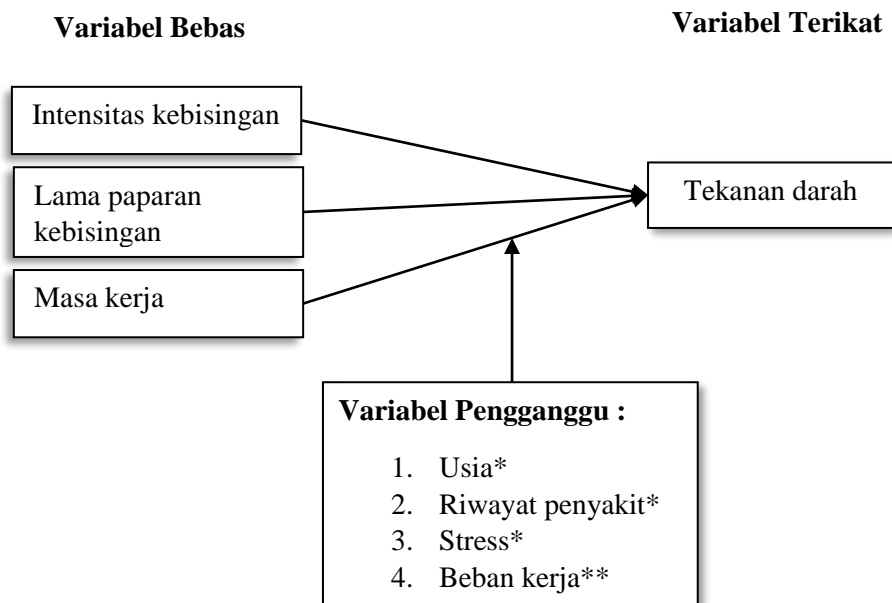 Variabel Bebas
Variabel Terikat
Intensitas kebisingan
Lama paparan
kebisingan
Masa kerja
Tekanan darah
Variabel Pengganggu :
1. Usia*
2. Riwayat penyakit*
3. Stress*
4. Beban kerja**